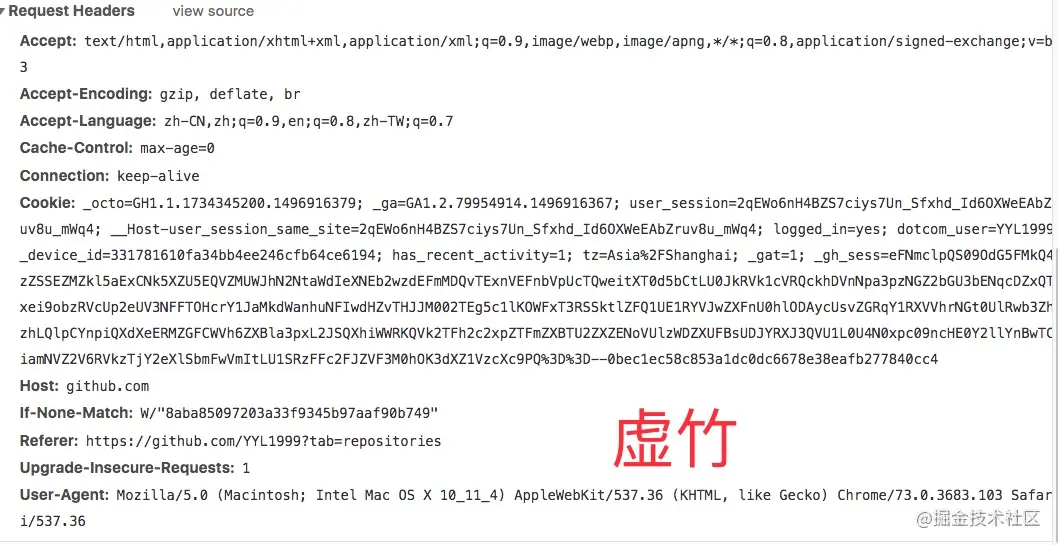 Request Headers view source
Accept: text/html,application/xhtml+xml,application/xml;q=0.9,image/webp,image/apng,*/*;q=0.8,application/signed-exchange;v=b
3
Accept-Encoding: gzip, deflate, br
Accept-Language: zh-CN,zh;q=0.9,en;q=0.8,zh-TW;q=0.7
Cache-Control: max-age=0
Connection: keep-alive
Cookie: _octo=GH1.1.1734345200.1496916379; _ga=GA1.2.79954914.1496916367; user_session=2qEWo6nH4BZS7ciys7Un_Sfxhd_Id6OXWeEAbZ
uv8u_mWq4; __Host-user_session_same_site=2qEWo6nH4BZS7ciys7Un_Sfxhd_Id6OXWeEAbZruv8u_mWq4; logged_in=yes; dotcom_user=YYL1999
_device_id=331781610fa34bb4ee246cfb64ce6194; has_recent_activity=1; tz=Asia%2FShanghai; _gat=1; _gh_sess=eFNmclpQS09OdG5FMkQ4
zZSSEZMZkl5aExCNk5XZU5EQVZMUWJhN2NtaWdIeXNEb2wzdEFmMDQvTExnVEFnbVpUcTQweitXT0d5bCtLU0JkRVk1cVRQckhDVnNpa3pzNGZ2bGU3bENqcDZxQT
xei9obzRVcUp2eUV3NFFTOHcrY1JaMkdWanhuNFIwdHZvTHJJM002TEg5c1lKOWFxT3RSSktlZFQ1UE1RYVJwZXFnU0hlODAycUsvZGRqY1RXVVhrNGt0UlRwb3Zh
zhLQlpCYnpiQXdXeERMZGFCWVh6ZXBla3pxL2JSQXhiWWRKQVk2TFh2c2xpZTFmZXBTU2ZXZENoVUlzWDZXUFBsUDJYRXJ3QVU1L0U4N0xpc09ncHE0Y2llYnBwTC
iamNVZ2V6RVkzTjY2eXlSbmFwVmItLU1SRzFFc2FJZVF3M0hOK3dXZ1VzcXc9PQ%3D%3D--0bec1ec58c853a1dc0dc6678e38eafb277840cc4
Host: github.com
If-None-Match: W/"8aba85097203a33f9345b97aaf90b749"
Referer: https://github.com/YYL1999?tab=repositories
虚竹
Upgrade-Insecure-Requests: 1
User-Agent: Mozilla/5.0 (Macintosh; Intel Mac OS X 10_11_4) AppleWebKit/537.36 (KHTML, like Gecko) Chrome/73.0.3683.103 Safar
i/537.36
@掘金技术社区